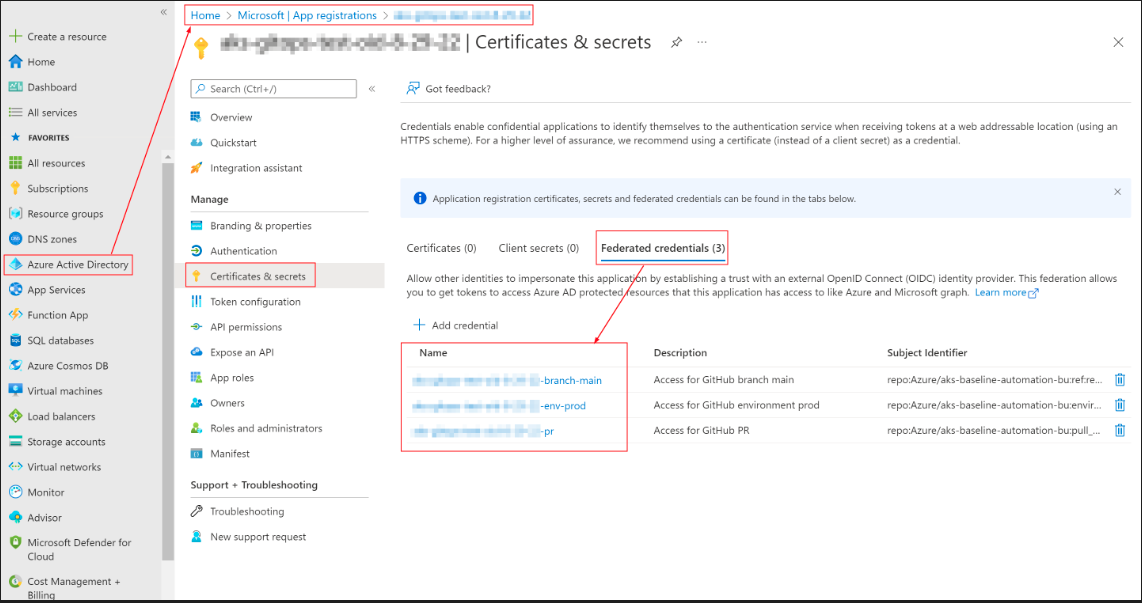 «
Create a resource
Home
Dashboard
All services
FAVORITES
All resources
Subscriptions
Resource groups
DNS zones
Azure Active Directory
App Services
Function App
SQL databases
Azure Cosmos DB
Virtual machines
Load balancers
Storage accounts
Virtual networks
Monitor
Advisor
Microsoft Defender for
Cloud
Cost Management +
Billing
Home > Microsoft | App registrations >
| Certificates & secrets
Search (Ctrl+/)
«
Overview
Quickstart
Integration assistant
Manage
Branding & properties
Authentication
Certificates & secrets
Token configuration
API permissions
Expose an API
App roles
Owners
Roles and administrators
Manifest
Support + Troubleshooting
Troubleshooting
New support request
Got feedback?
Credentials enable confidential applications to identify themselves to the authentication service when receiving tokens at a web addressable location (using an
HTTPS scheme). For a higher level of assurance, we recommend using a certificate (instead of a client secret) as a credential.
Application registration certificates, secrets and federated credentials can be found in the tabs below.
Certificates (0) Client secrets (0) Federated credentials (3)
Allow other identities to impersonate this application by establishing a trust with an external OpenID Connect (OIDC) identity provider. This federation allows
you to get tokens to access Azure AD protected resources that this application has access to like Azure and Microsoft graph. Learn more
Add credential
Name Description Subject Identifier
-branch-main Access for GitHub branch main repo:Azure/aks-baseline-automation-bu:ref:re...
-env-prod Access for GitHub environment prod repo:Azure/aks-baseline-automation-bu:envir...
-pr Access for GitHub PR repo:Azure/aks-baseline-automation-bu:pull_...